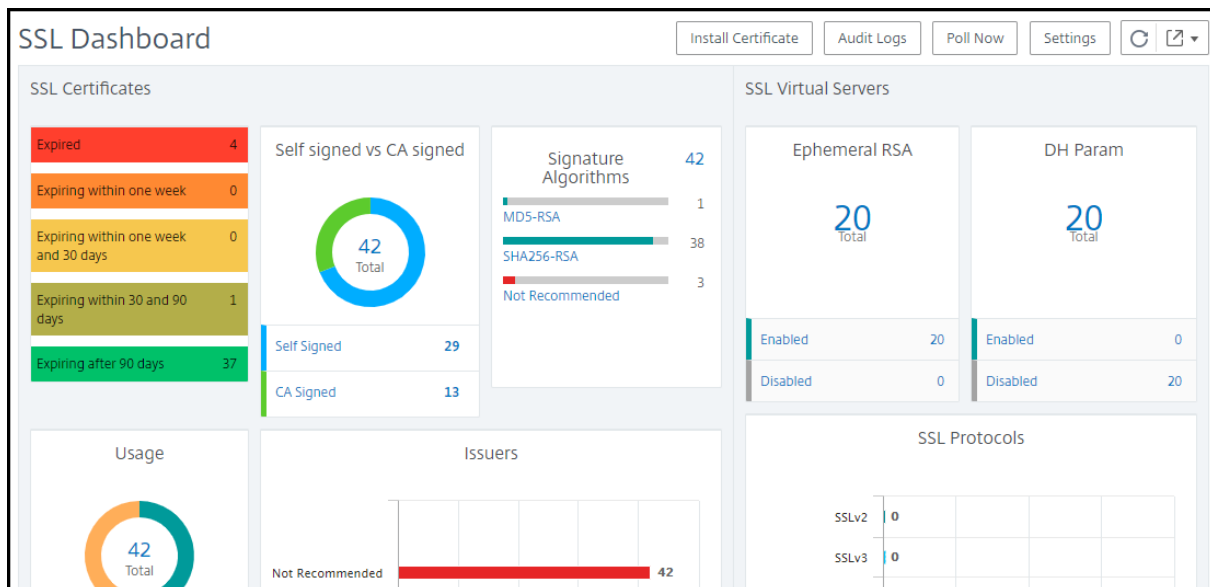 SSL Dashboard
Install Certificate
Audit Logs
Poll Now
Settings
SSL Certificates
Expired 4
Expiring within one week 0
Expiring within one week 0
and 30 days
Expiring within 30 and 90 1
days
Expiring after 90 days 37
Self signed vs CA signed
42
Total
Self Signed 29
CA Signed 13
Signature 42
Algorithms
1
MD5-RSA
38
SHA256-RSA
3
Not Recommended
SSL Virtual Servers
Ephemeral RSA
20
Total
Enabled 20
Disabled 0
DH Param
20
Total
Enabled 0
Disabled 20
Usage
42
Total
Issuers
Not Recommended 42
SSL Protocols
SSLv2 0
SSLv3 0